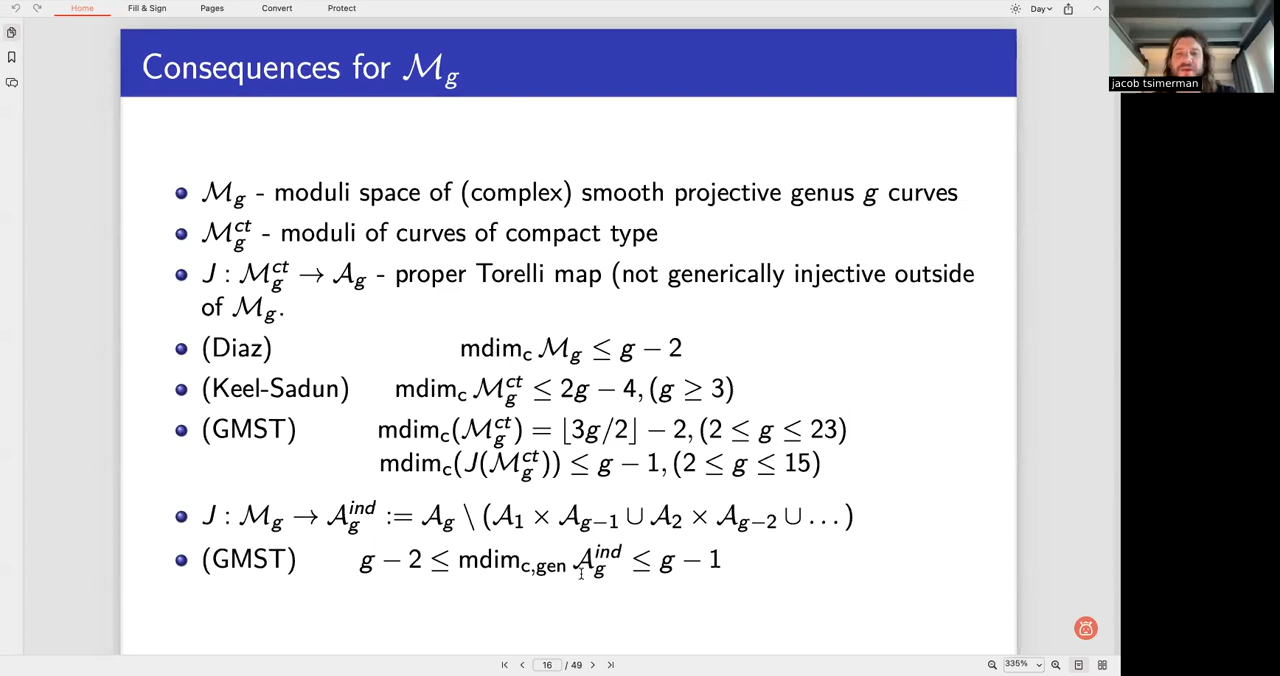 Home Fill & Sign Pages Convert Protect Day
jacob tsimerman
Consequences for ℳ_g
ℳ_g - moduli space of (complex) smooth projective genus g curves
ℳ_g^{ct} - moduli of curves of compact type
J : ℳ_g^{ct} → 𝒜_g - proper Torelli map (not generically injective outside
of ℳ_g.
(Diaz) mdim_c ℳ_g ≤ g − 2
(Keel-Sadun) mdim_c ℳ_g^{ct} ≤ 2g − 4, (g ≥ 3)
(GMST) mdim_c(ℳ_g^{ct}) = ⌊3g/2⌋ − 2, (2 ≤ g ≤ 23)
mdim_c(J(ℳ_g^{ct})) ≤ g − 1, (2 ≤ g ≤ 15)
J : ℳ_g → 𝒜_g^{ind} := 𝒜_g \ (𝒜_1 × 𝒜_{g−1} ∪ 𝒜_2 × 𝒜_{g−2} ∪ …)
(GMST) g − 2 ≤ mdim_{c,gen} 𝒜_g^{ind} ≤ g − 1
16 / 49 335%